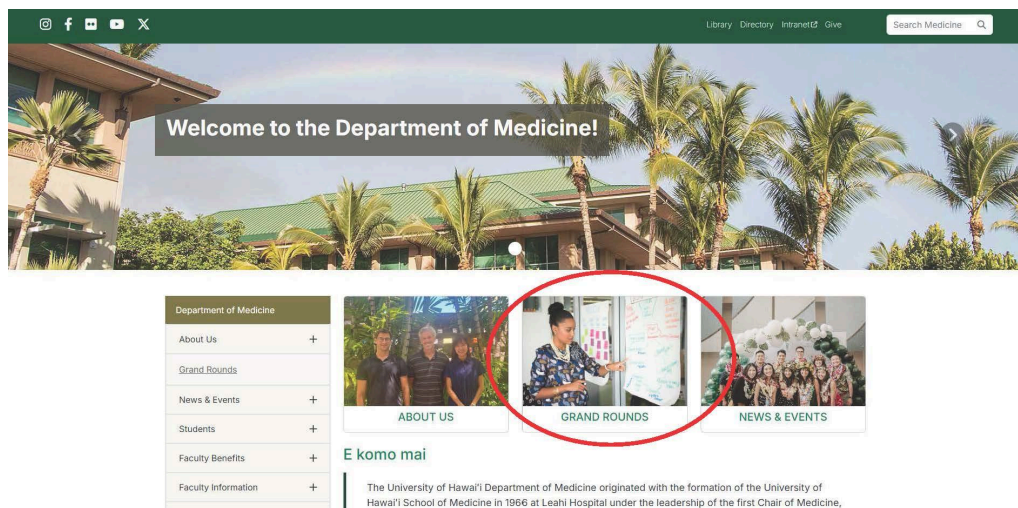 Library Directory Intranet Give Search Medicine
Welcome to the Department of Medicine!
Department of Medicine
About Us +
Grand Rounds
News & Events +
Students +
Faculty Benefits +
Faculty Information +
ABOUT US
GRAND ROUNDS
NEWS & EVENTS
E komo mai
The University of Hawaiʻi Department of Medicine originated with the formation of the University of
Hawaiʻi School of Medicine in 1966 at Leahi Hospital under the leadership of the first Chair of Medicine,